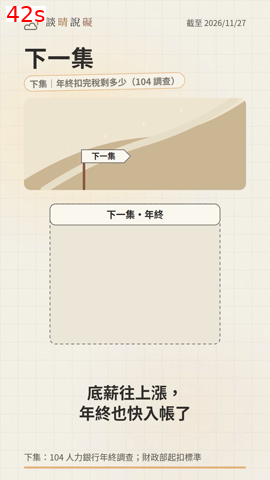 42s
談晴說礙
截至 2026/11/27
下一集
下集｜年終扣完稅剩多少（104 調查）
下一集
下一集・年終
底薪往上漲，
年終也快入帳了
下集：104 人力銀行年終調查；財政部起扣標準